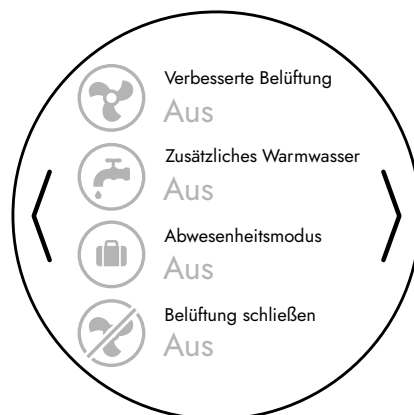 Verbesserte Belüftung
Aus
Zusätzliches Warmwasser
Aus
Abwesenheitsmodus
Aus
Belüftung schließen
Aus